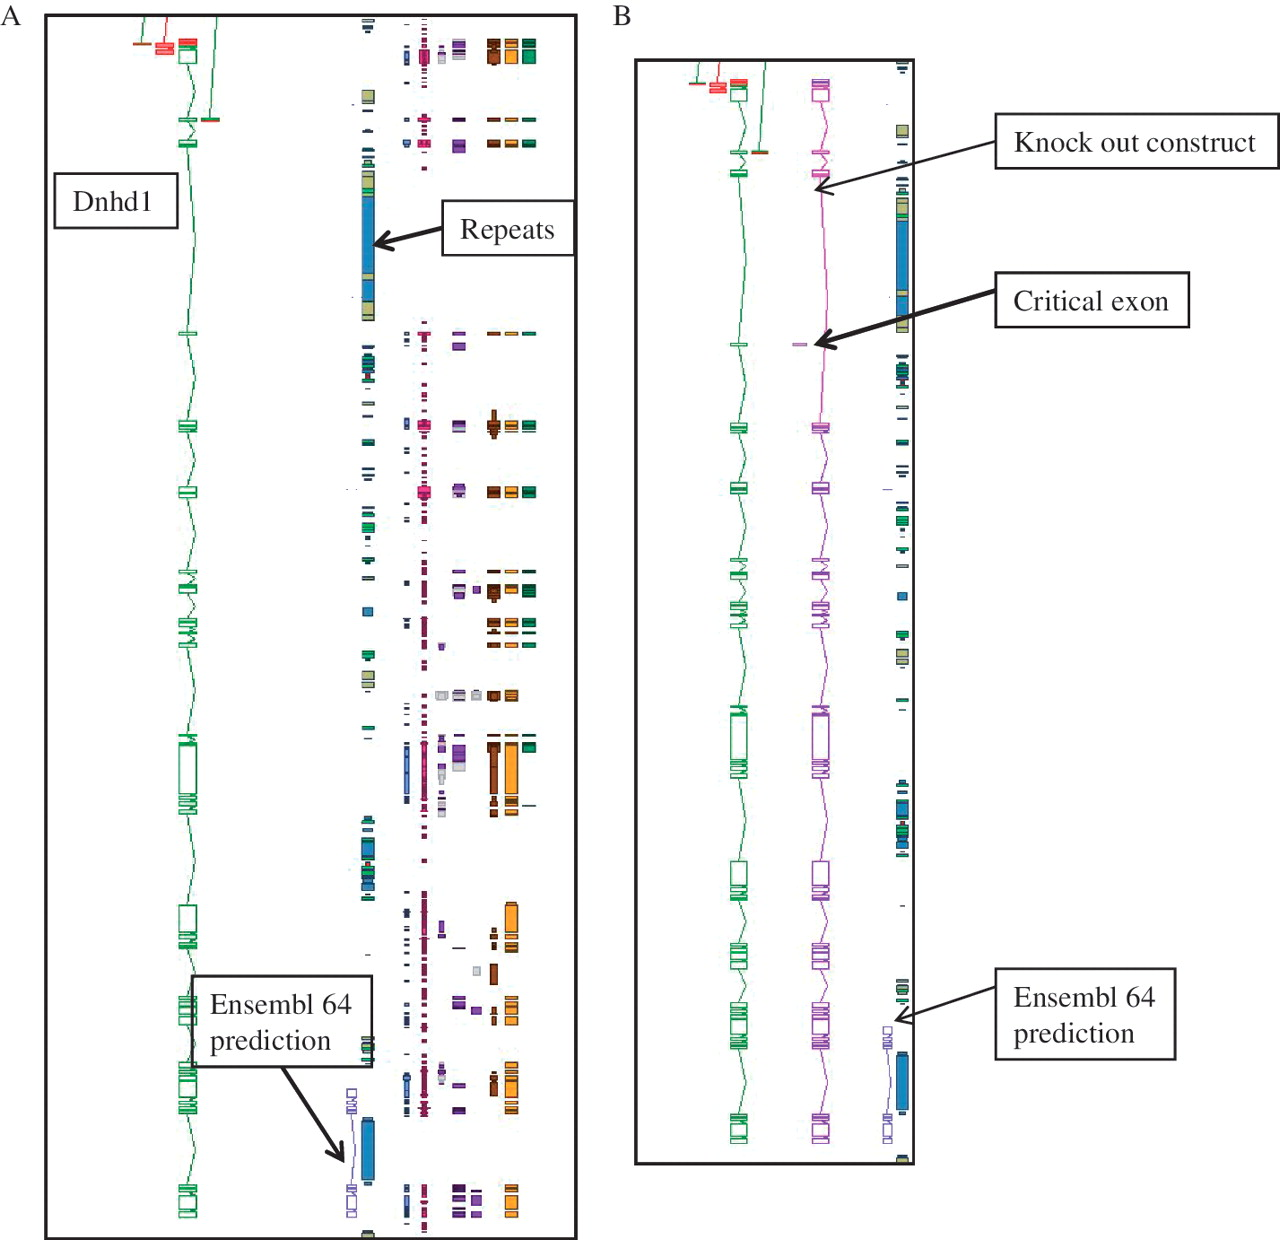 A
Dnhd1
Repeats
Ensembl 64
prediction
B
Knock out construct
Critical exon
Ensembl 64
prediction